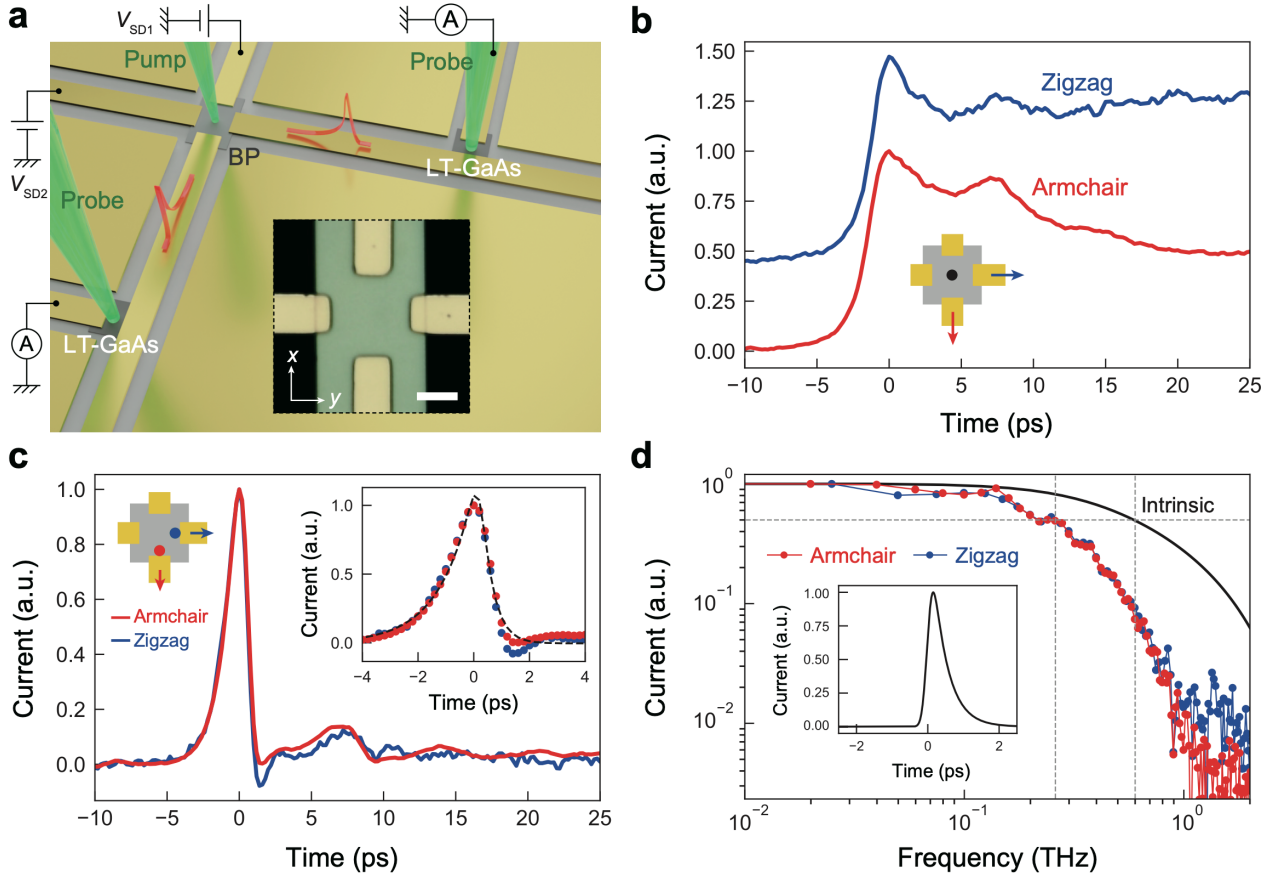 a
V_SD1
A
Pump
Probe
BP
LT-GaAs
V_SD2
Probe
A
LT-GaAs
x
y
b
1.50
1.25
1.00
0.75
0.50
0.25
0.00
Current (a.u.)
Zigzag
Armchair
−10 −5 0 5 10 15 20 25
Time (ps)
c
1.0
0.8
0.6
0.4
0.2
0.0
Current (a.u.)
Armchair
Zigzag
1.0
0.5
0.0
Current (a.u.)
−4 −2 0 2 4
Time (ps)
−10 −5 0 5 10 15 20 25
Time (ps)
d
10^0
10^−1
10^−2
Current (a.u.)
Intrinsic
Armchair Zigzag
1.00
0.75
0.50
0.25
0.00
Current (a.u.)
−2 0 2
Time (ps)
10^−2 10^−1 10^0
Frequency (THz)